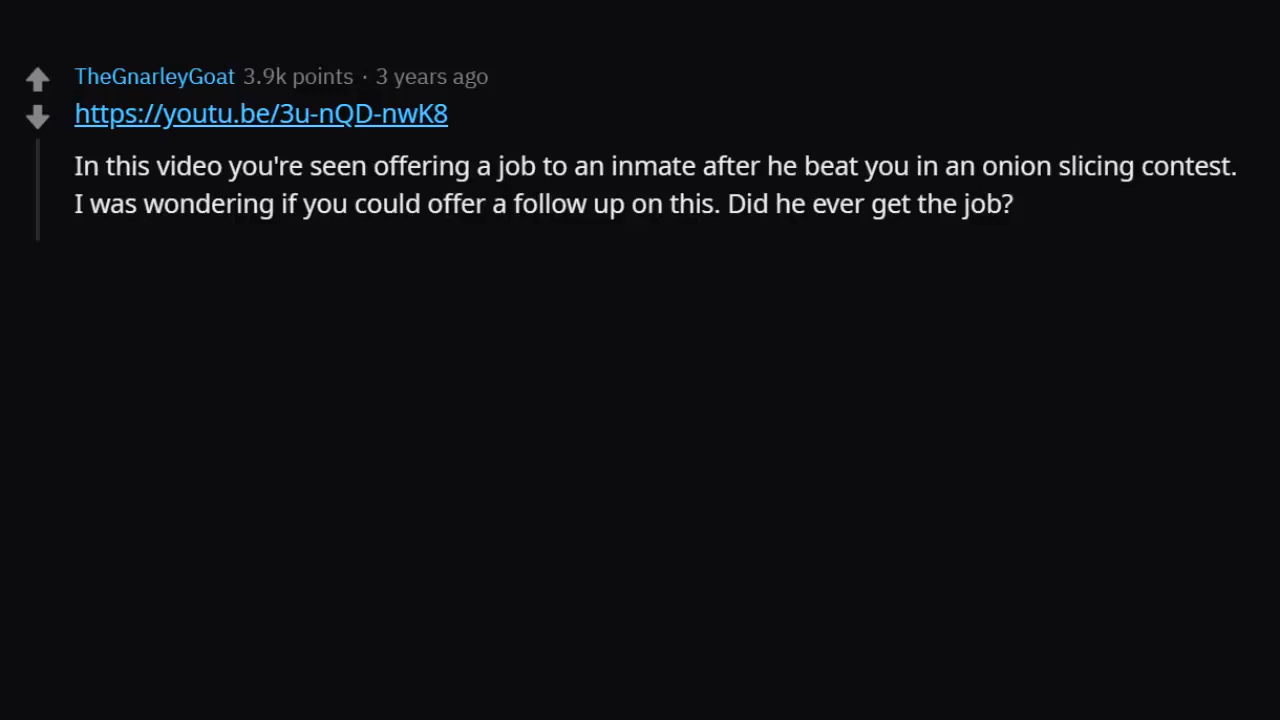 TheGnarleyGoat 3.9k points · 3 years ago
https://youtu.be/3u-nQD-nwK8
In this video you're seen offering a job to an inmate after he beat you in an onion slicing contest.
I was wondering if you could offer a follow up on this. Did he ever get the job?